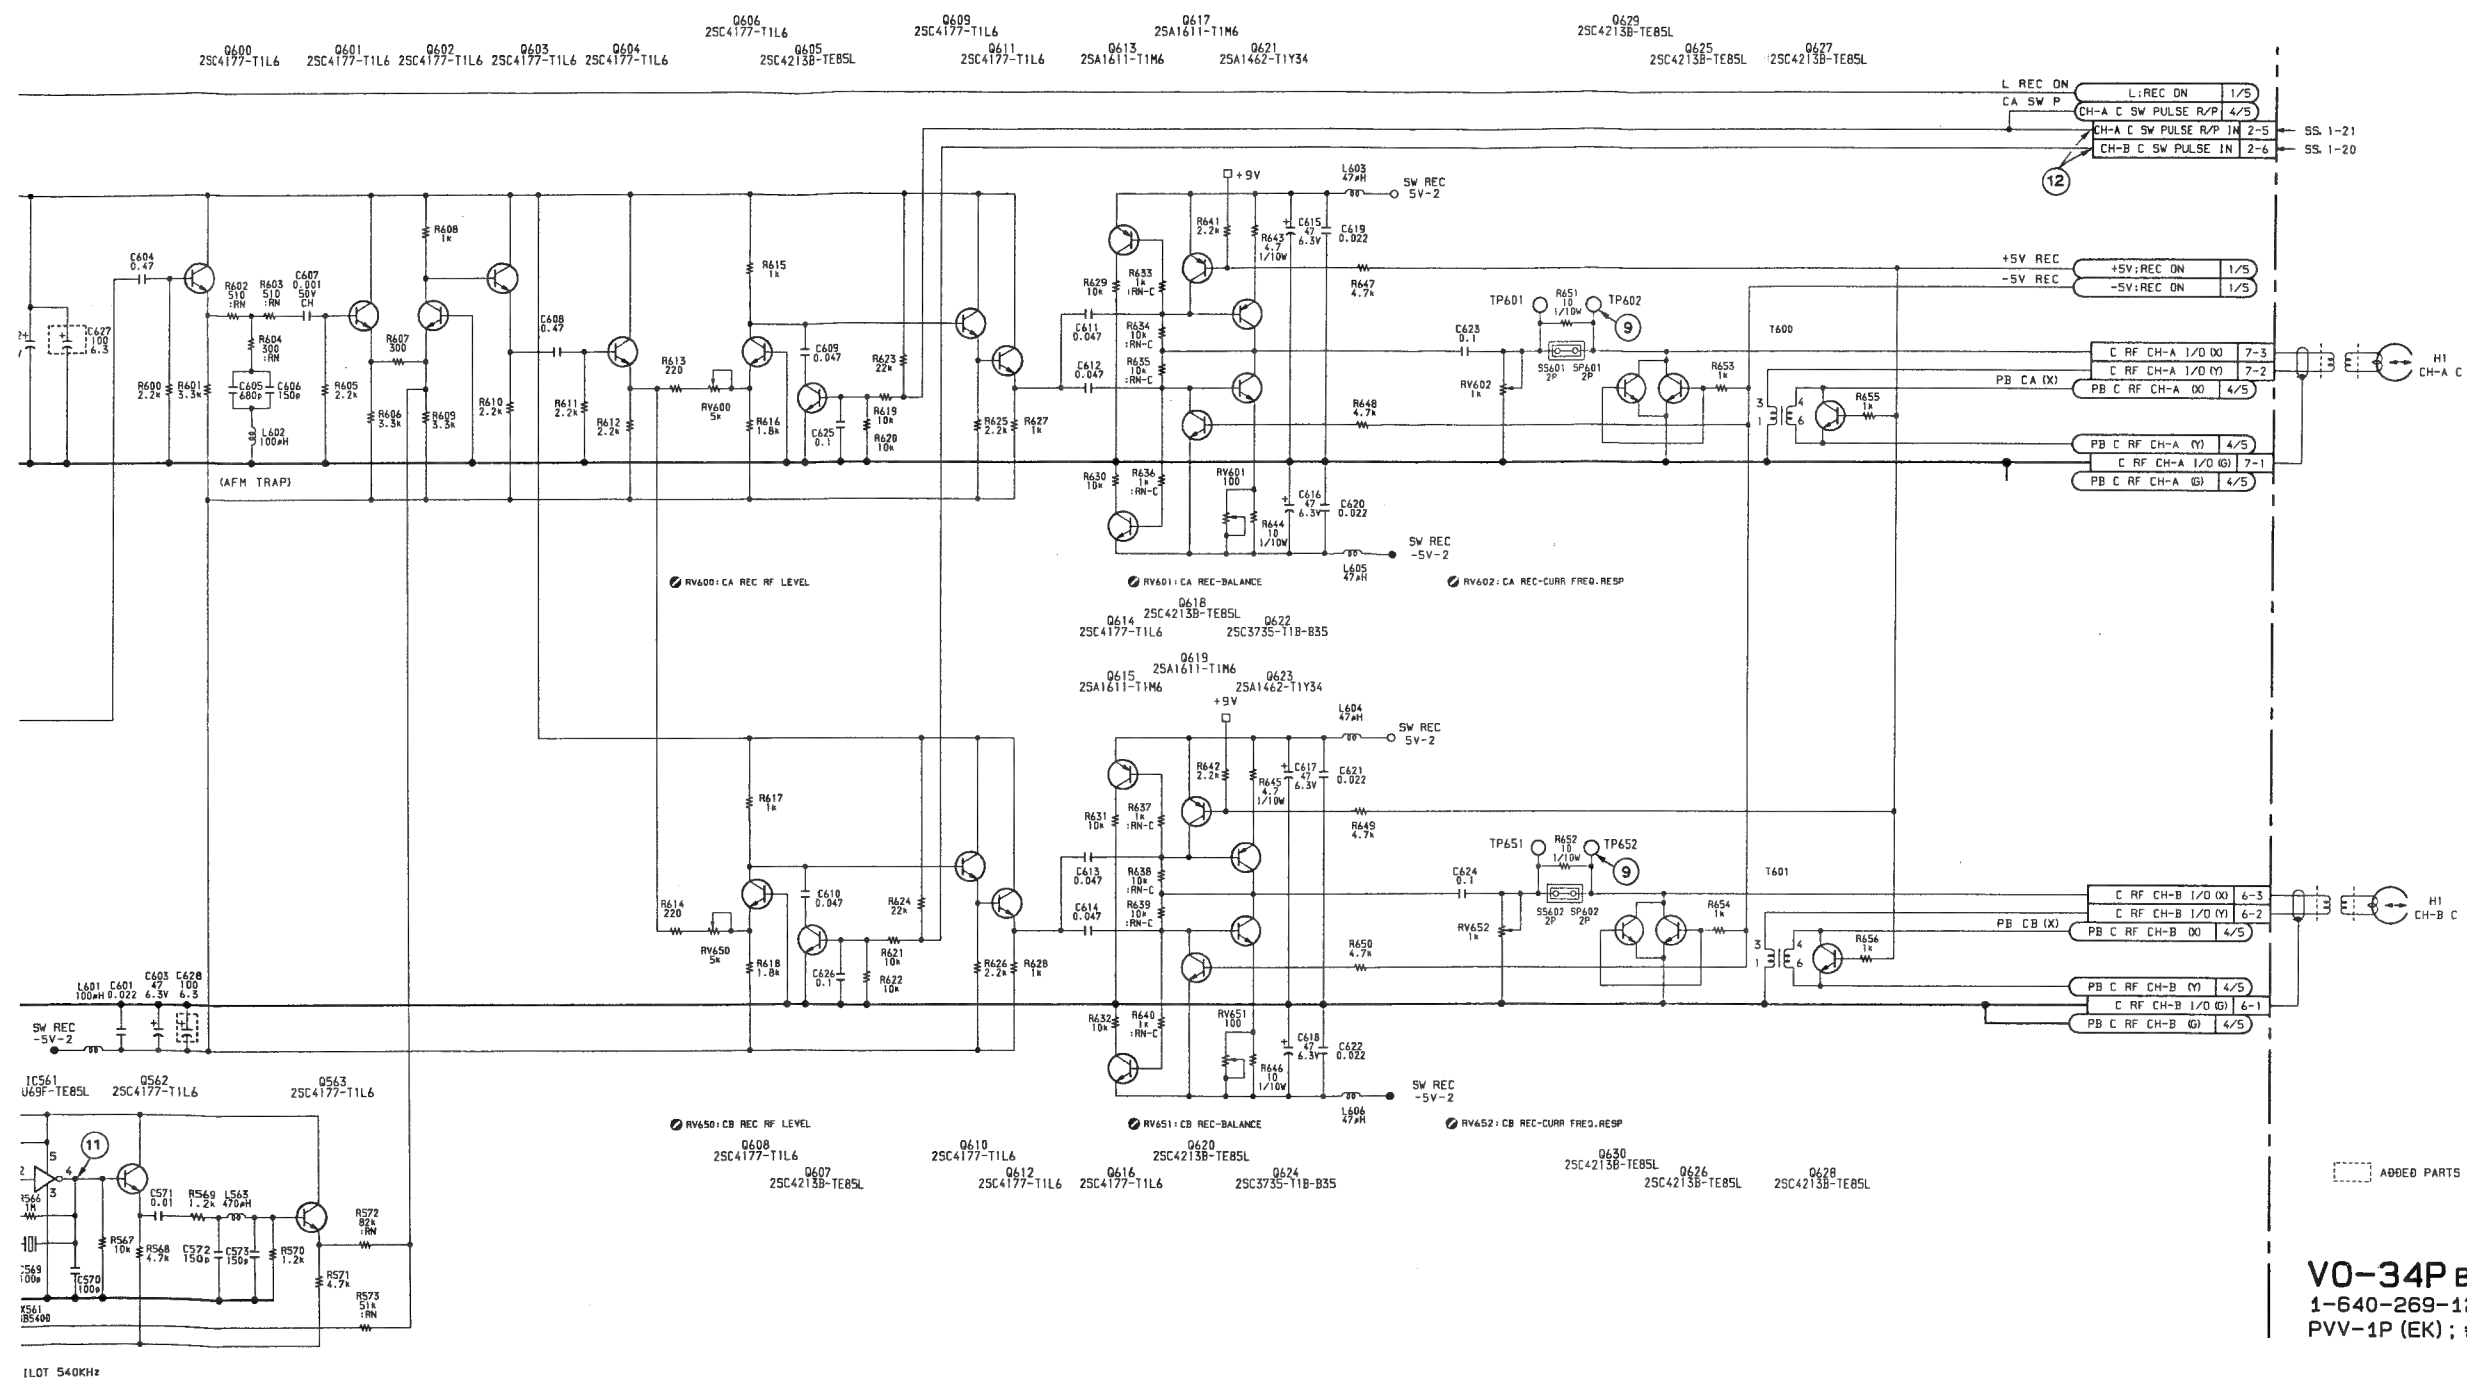 Q606
2SC4177-T1L6
Q609
2SC4177-T1L6
Q617
2SA1611-T1M6
Q629
2SC4213B-TE85L
Q600
2SC4177-T1L6
Q601
2SC4177-T1L6
Q602
2SC4177-T1L6
Q603
2SC4177-T1L6
Q604
2SC4177-T1L6
Q605
2SC4213B-TE85L
Q611
2SC4177-T1L6
Q613
2SA1611-T1M6
Q621
2SA1462-T1Y34
Q625
2SC4213B-TE85L
Q627
2SC4213B-TE85L
L REC ON
L:REC ON 1/5
CA SW P
CH-A C SW PULSE R/P 4/5
CH-A C SW PULSE R/P IN 2-5 SS. 1-21
CH-B C SW PULSE IN 2-6 SS. 1-20
12
+9V
L603
47μH
SW REC
5V-2
C604
0.47
R602
510
:RN
R603
510
:RN
C607
0.001
50V
CH
R608
1k
R615
1k
R629
10k
R633
1k
:RN-C
R641
2.2k
R643
4.7
1/10W
C615
47
6.3V
C619
0.022
R647
4.7k
+5V REC
+5V:REC ON 1/5
-5V REC
-5V:REC ON 1/5
C627
100
6.3
R604
300
:RN
R607
300
C608
0.47
C609
0.047
R623
22k
C611
0.047
R634
10k
:RN-C
C612
0.047
R635
10k
:RN-C
TP601
R651
10
1/10W
TP602
9
C623
0.1
T600
SS601
2P
SP601
2P
R653
1k
C RF CH-A I/O (X) 7-3
C RF CH-A I/O (Y) 7-2
PB CA (X)
PB C RF CH-A (X) 4/5
H1
CH-A C
R600
2.2k
R601
3.3k
C605
680p
C606
150p
R605
2.2k
R606
3.3k
R609
3.3k
R610
2.2k
R611
2.2k
R612
2.2k
R613
220
RV600
5k
R616
1.8k
C625
0.1
R619
10k
R620
10k
R625
2.2k
R627
1k
R648
4.7k
RV602
1k
3
1
4
6
R655
1k
L602
100μH
(AFM TRAP)
R630
10k
R636
1k
:RN-C
RV601
100
R644
10
1/10W
C616
47
6.3V
C620
0.022
PB C RF CH-A (Y) 4/5
C RF CH-A I/O (G) 7-1
PB C RF CH-A (G) 4/5
SW REC
-5V-2
L605
47μH
RV600:CA REC RF LEVEL
RV601:CA REC-BALANCE
RV602:CA REC-CURR FREQ.RESP
Q618
2SC4213B-TE85L
Q614
2SC4177-T1L6
Q622
2SC3735-T1B-B35
Q619
2SA1611-T1M6
Q615
2SA1611-T1M6
Q623
2SA1462-T1Y34
+9V
L604
47μH
SW REC
5V-2
R617
1k
R631
10k
R637
1k
:RN-C
R642
2.2k
R645
4.7
1/10W
C617
47
6.3V
C621
0.022
R649
4.7k
TP651
R652
10
1/10W
TP652
9
R614
220
RV650
5k
C610
0.047
R624
22k
C613
0.047
R638
10k
:RN-C
C614
0.047
R639
10k
:RN-C
C624
0.1
T601
SS602
2P
SP602
2P
R654
1k
RV652
1k
C RF CH-B I/O (X) 6-3
C RF CH-B I/O (Y) 6-2
PB CB (X)
PB C RF CH-B (X) 4/5
H1
CH-B C
R618
1.8k
C626
0.1
R621
10k
R622
10k
R626
2.2k
R628
1k
R650
4.7k
3
1
4
6
R656
1k
PB C RF CH-B (Y) 4/5
C RF CH-B I/O (G) 6-1
PB C RF CH-B (G) 4/5
L601
100μH
C601
0.022
C603
47
6.3V
C628
100
6.3
SW REC
-5V-2
R632
10k
R640
1k
:RN-C
RV651
100
R646
10
1/10W
C618
47
6.3V
C622
0.022
SW REC
-5V-2
L606
47μH
IC561
U69F-TE85L
Q562
2SC4177-T1L6
Q563
2SC4177-T1L6
RV650:CB REC RF LEVEL
RV651:CB REC-BALANCE
RV652:CB REC-CURR FREQ.RESP
Q608
2SC4177-T1L6
Q607
2SC4213B-TE85L
Q610
2SC4177-T1L6
Q612
2SC4177-T1L6
Q620
2SC4213B-TE85L
Q616
2SC4177-T1L6
Q624
2SC3735-T1B-B35
Q630
2SC4213B-TE85L
Q626
2SC4213B-TE85L
Q628
2SC4213B-TE85L
ADDED PARTS
11
2
5
4
3
R566
1M
C571
0.01
R569
1.2k
L563
470μH
R572
82k
:RN
R567
10k
R568
4.7k
C572
150p
C573
150p
R570
1.2k
R571
4.7k
C569
100p
C570
100p
X561
R573
51k
:RN
ILOT 540KHz
VO-34P B
1-640-269-12
PVV-1P (EK);